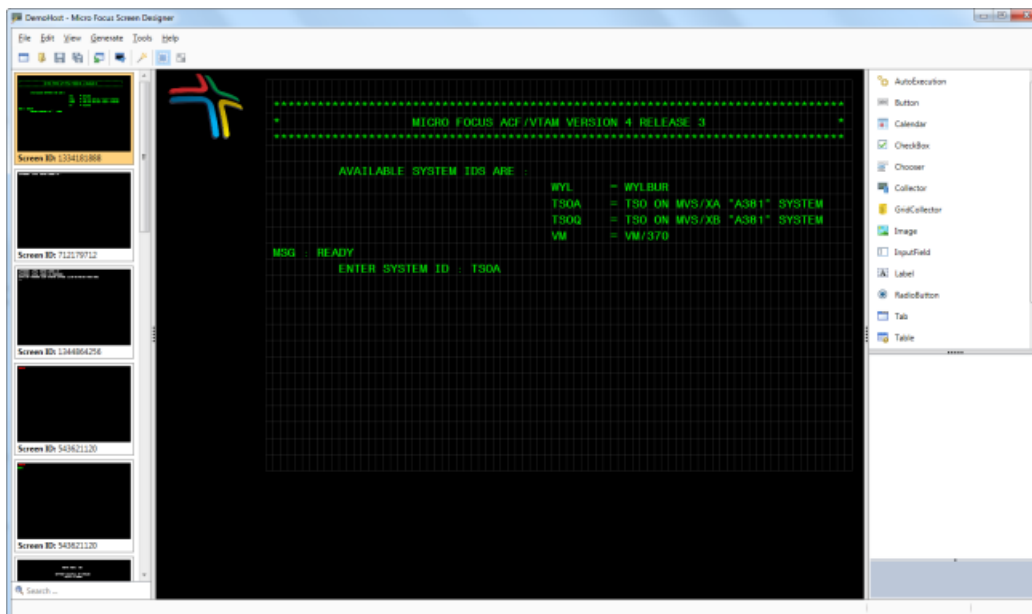 DemoHost - Micro Focus Screen Designer
File Edit View Generate Tools Help
Screen ID: 1334181888
Screen ID: 712179712
Screen ID: 1344864256
Screen ID: 543621120
Screen ID: 543621120
Search ...
************************************************************
* MICRO FOCUS ACF/VTAM VERSION 4 RELEASE 3 *
************************************************************
AVAILABLE SYSTEM IDS ARE :
WYL = WYLBUR
TSOA = TSO ON MVS/XA "A381" SYSTEM
TSOQ = TSO ON MVS/XB "A381" SYSTEM
VM = VM/370
MSG : READY
ENTER SYSTEM ID : TSOA
AutoExecution
Button
Calendar
CheckBox
Chooser
Collector
GridCollector
Image
InputField
Label
RadioButton
Tab
Table